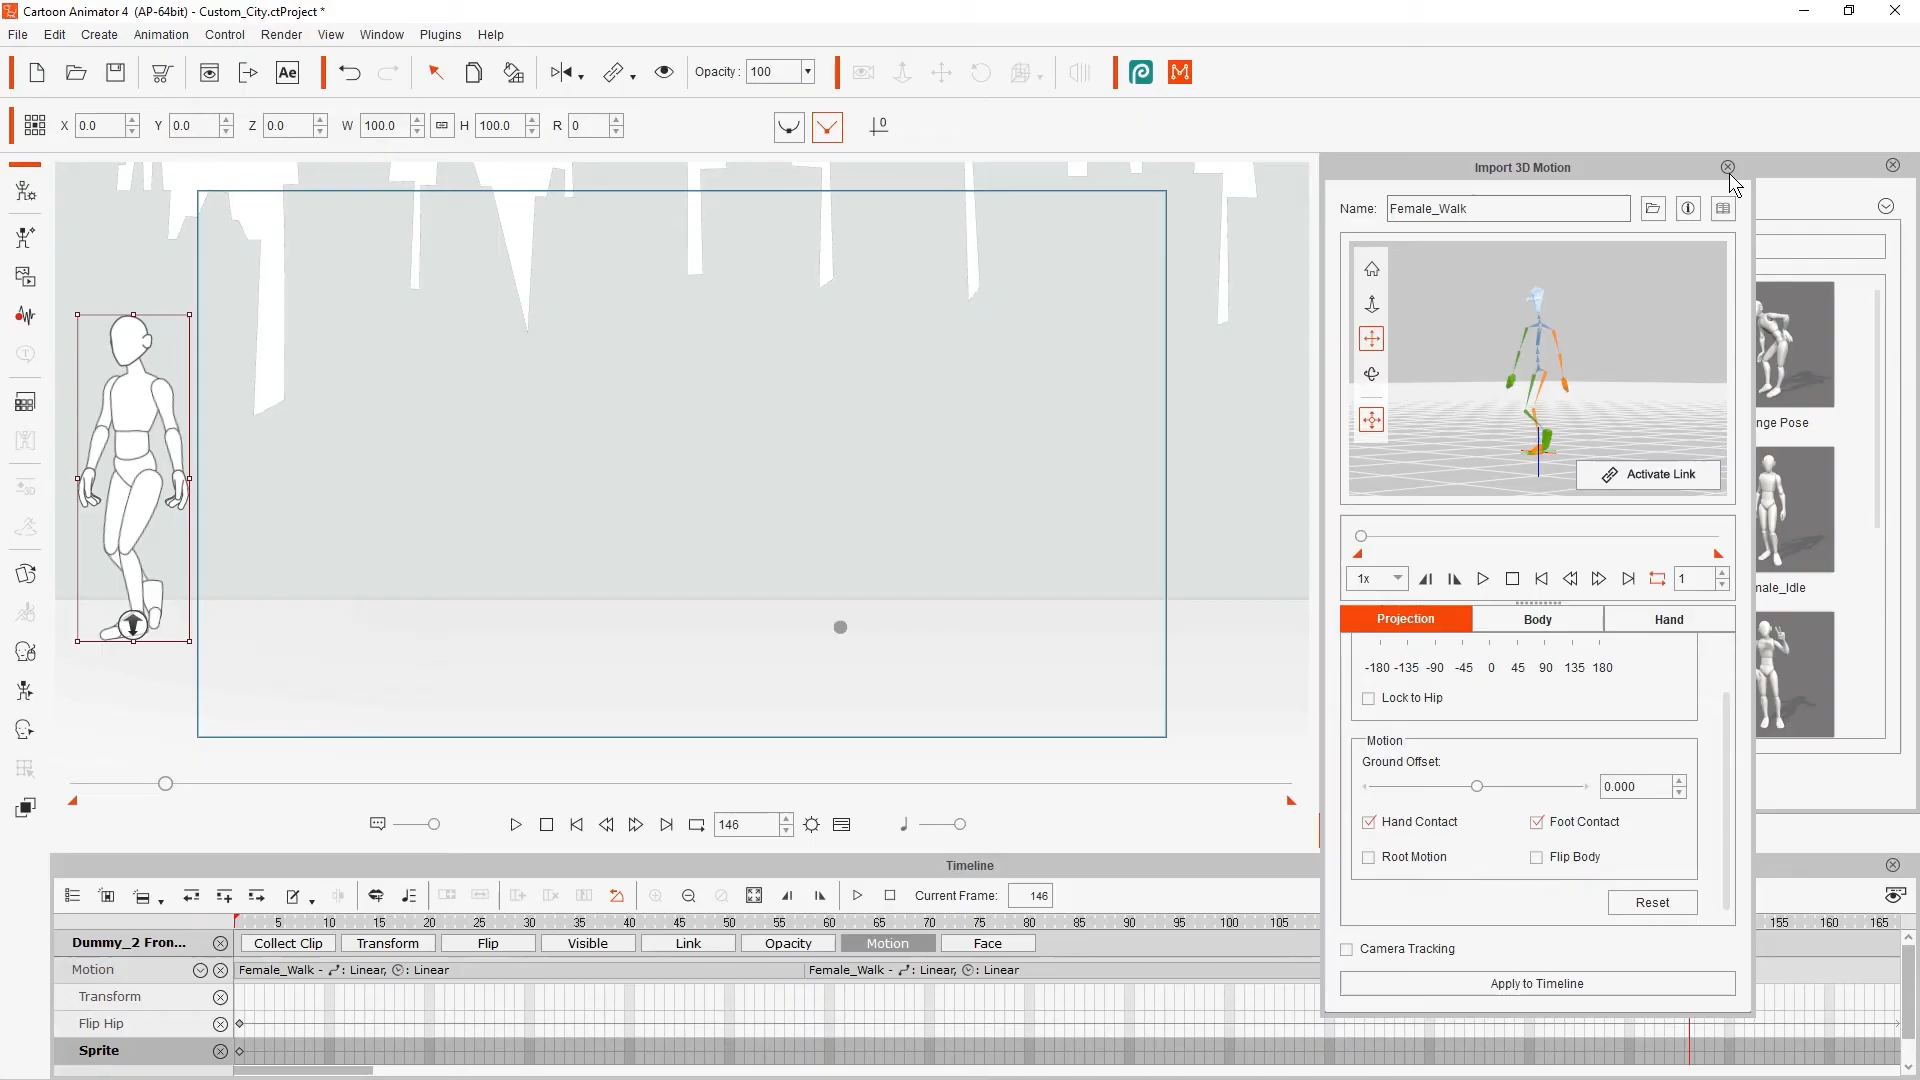 Cartoon Animator 4  (AP-64bit) - Custom_City.ctProject *
File Edit Create Animation Control Render View Window Plugins Help
Ae Opacity : 100
X 0.0 Y 0.0 Z 0.0 W 100.0 H 100.0 R 0 0
Import 3D Motion
Name: Female_Walk
Activate Link
nge Pose
male_Idle
1x 1
Projection Body Hand
-180 -135 -90 -45 0 45 90 135 180
Lock to Hip
Motion
Ground Offset:
0.000
Hand Contact Foot Contact
Root Motion Flip Body
Reset
Camera Tracking
Apply to Timeline
146
Timeline
Current Frame: 146
5 10 15 20 25 30 35 40 45 50 55 60 65 70 75 80 85 90 95 100 105 155 160 165
Dummy_2 Fron... Collect Clip Transform Flip Visible Link Opacity Motion Face
Motion Female_Walk - : Linear, : Linear Female_Walk - : Linear, : Linear
Transform
Flip Hip
Sprite